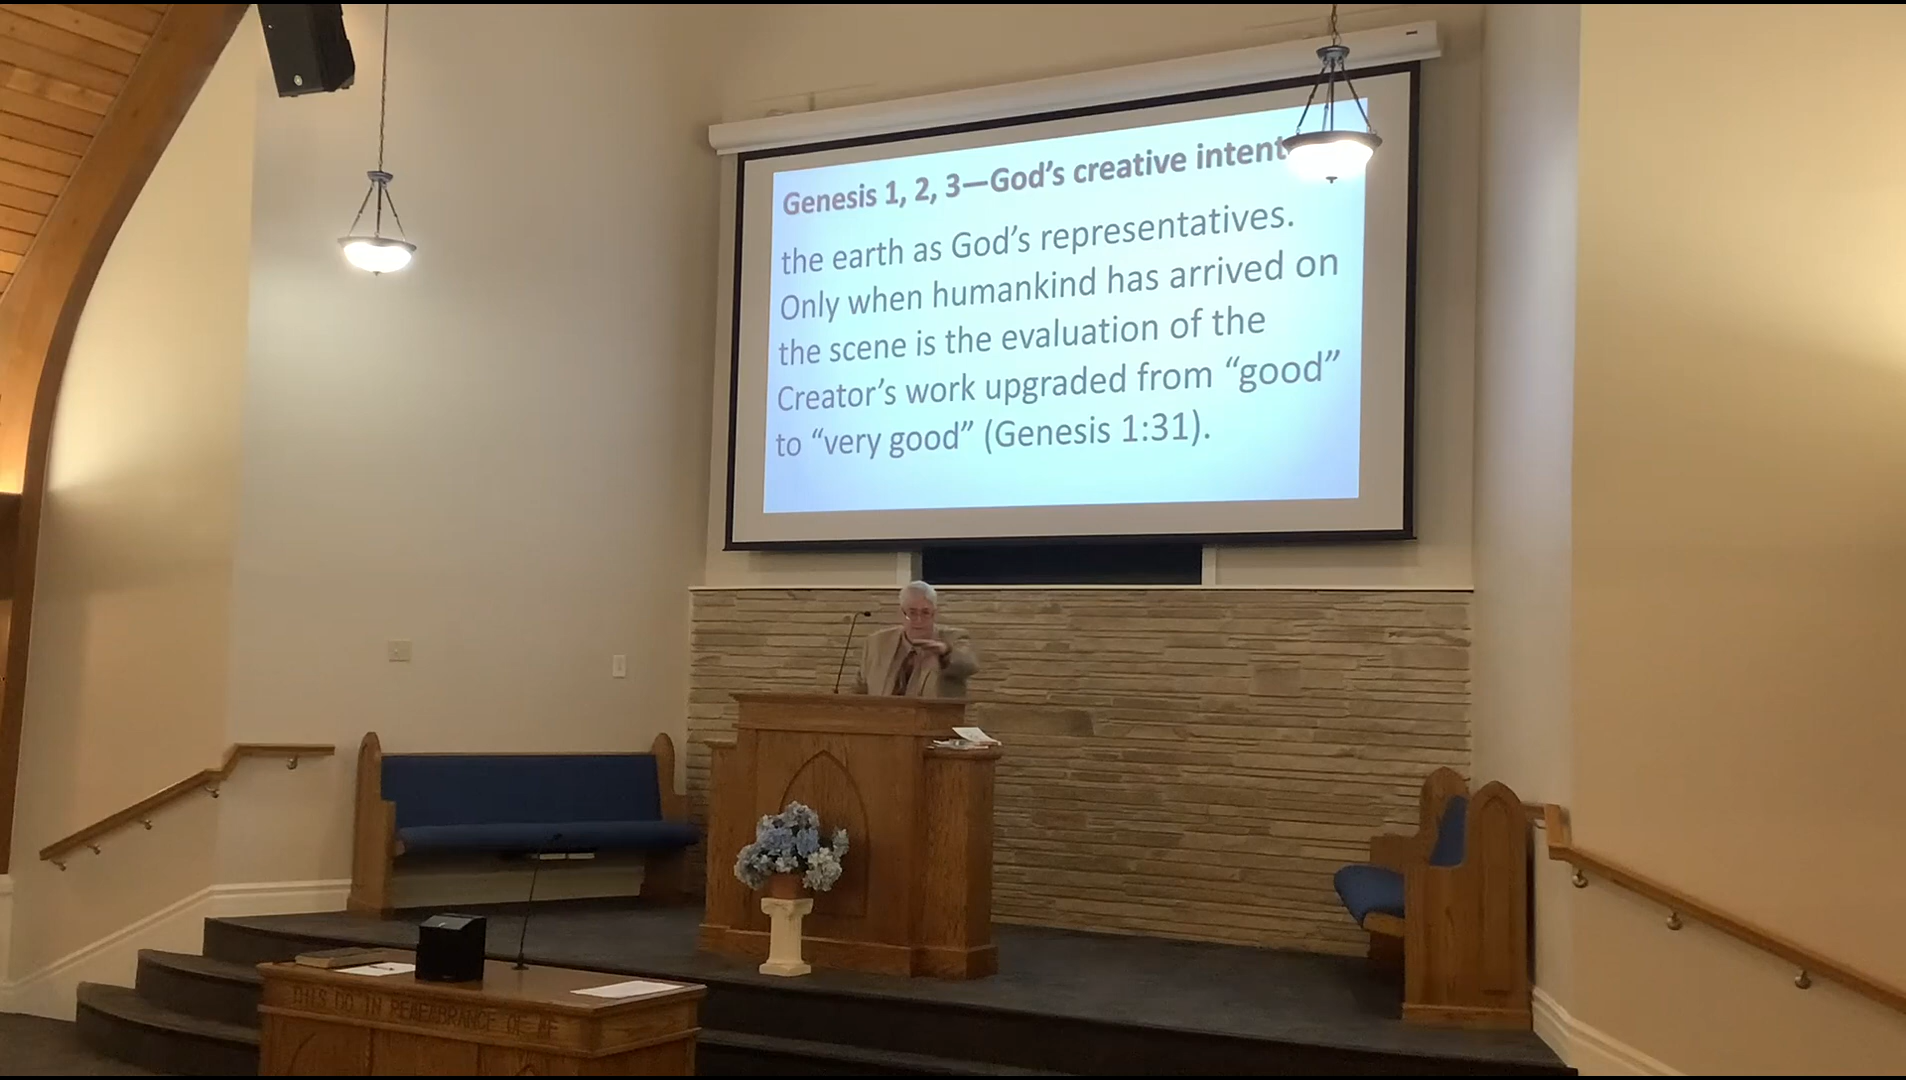 Genesis 1, 2, 3—God's creative intent
the earth as God's representatives.
Only when humankind has arrived on
the scene is the evaluation of the
Creator's work upgraded from “good”
to “very good” (Genesis 1:31).
THIS DO IN REMEMBRANCE OF ME